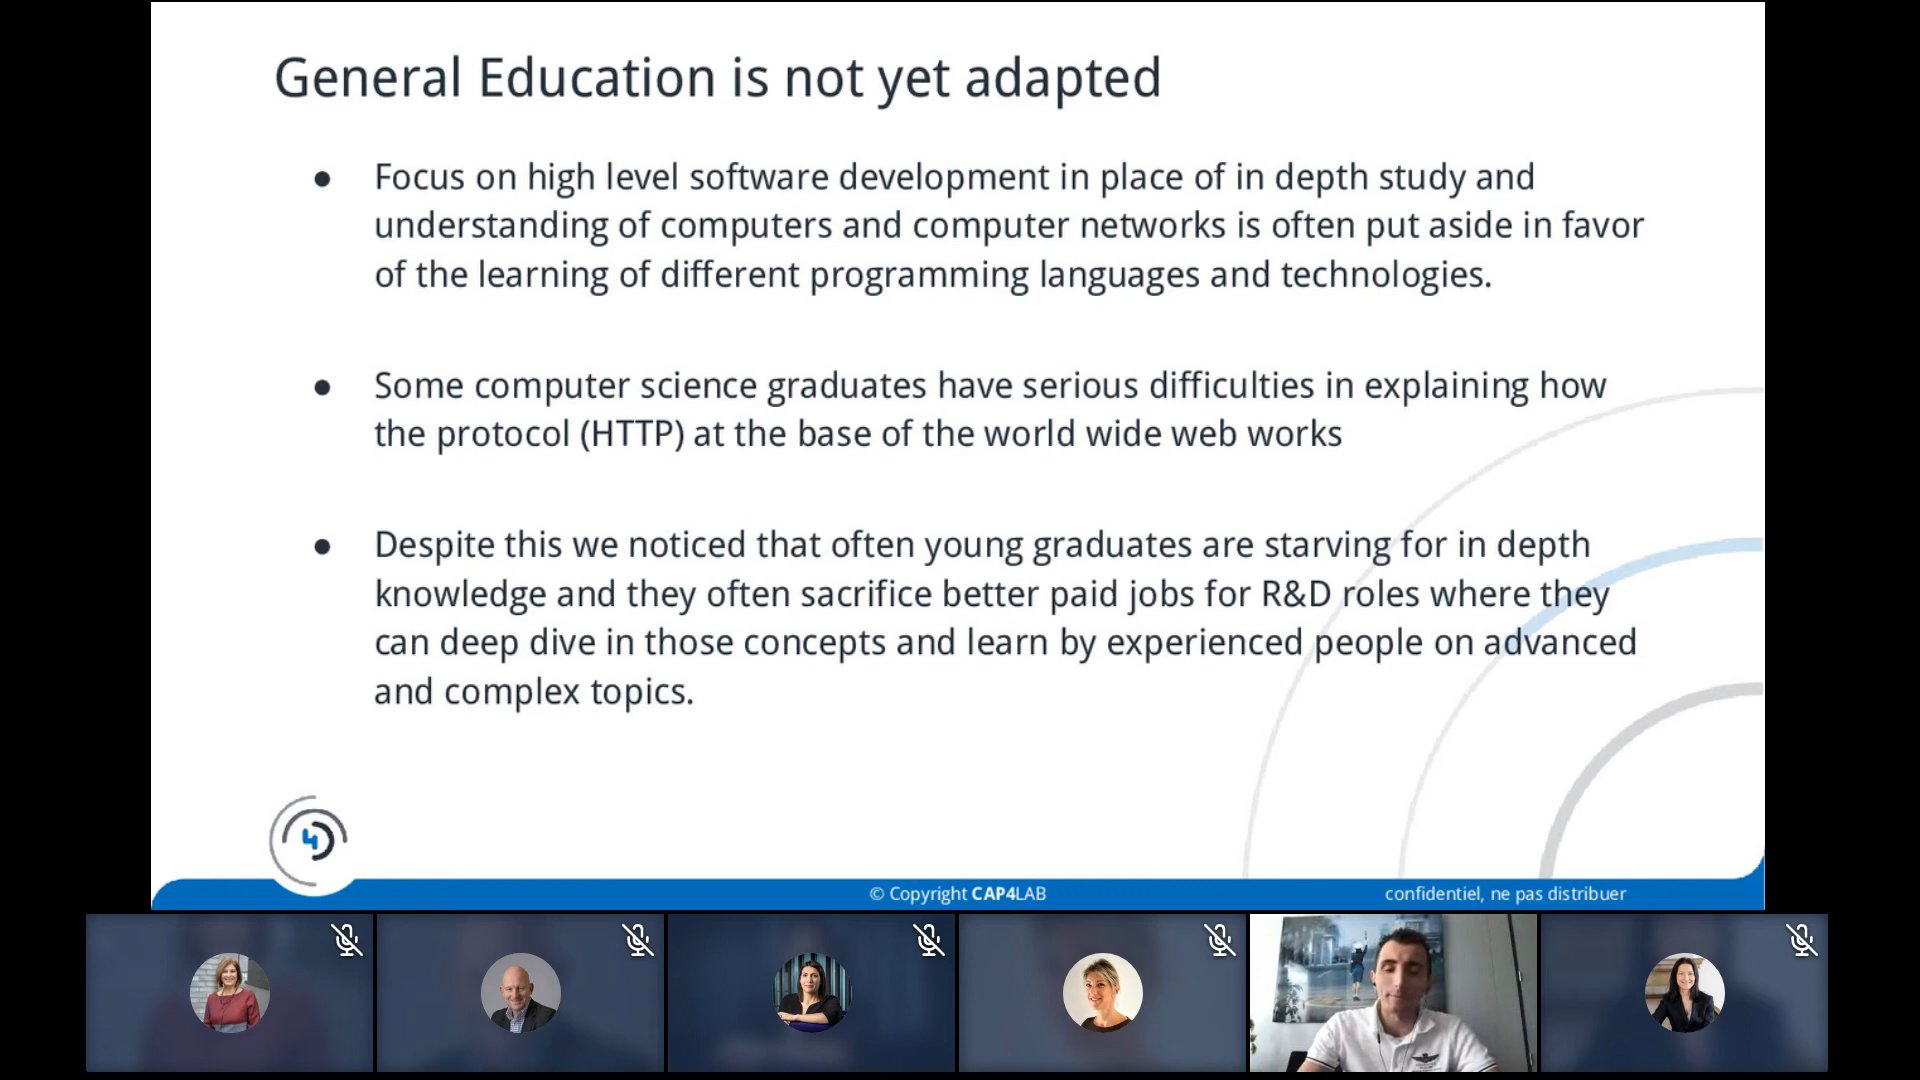 General Education is not yet adapted
● Focus on high level software development in place of in depth study and
understanding of computers and computer networks is often put aside in favor
of the learning of different programming languages and technologies.
● Some computer science graduates have serious difficulties in explaining how
the protocol (HTTP) at the base of the world wide web works
● Despite this we noticed that often young graduates are starving for in depth
knowledge and they often sacrifice better paid jobs for R&D roles where they
can deep dive in those concepts and learn by experienced people on advanced
and complex topics.
4
© Copyright CAP4LAB
confidentiel, ne pas distribuer